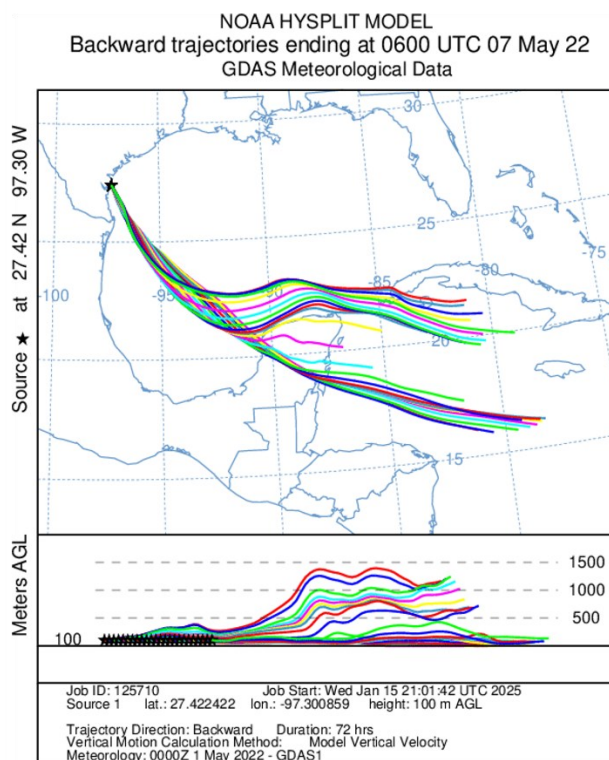 NOAA HYSPLIT MODEL
Backward trajectories ending at 0600 UTC 07 May 22
GDAS Meteorological Data
Source ★ at 27.42 N 97.30 W
30
25
-75
-80
-85
-90
-95
-100
20
15
Meters AGL
1500
1000
500
100
Job ID: 125710 Job Start: Wed Jan 15 21:01:42 UTC 2025
Source 1 lat.: 27.422422 lon.: -97.300859 height: 100 m AGL
Trajectory Direction: Backward Duration: 72 hrs
Vertical Motion Calculation Method: Model Vertical Velocity
Meteorology: 0000Z 1 May 2022 - GDAS1